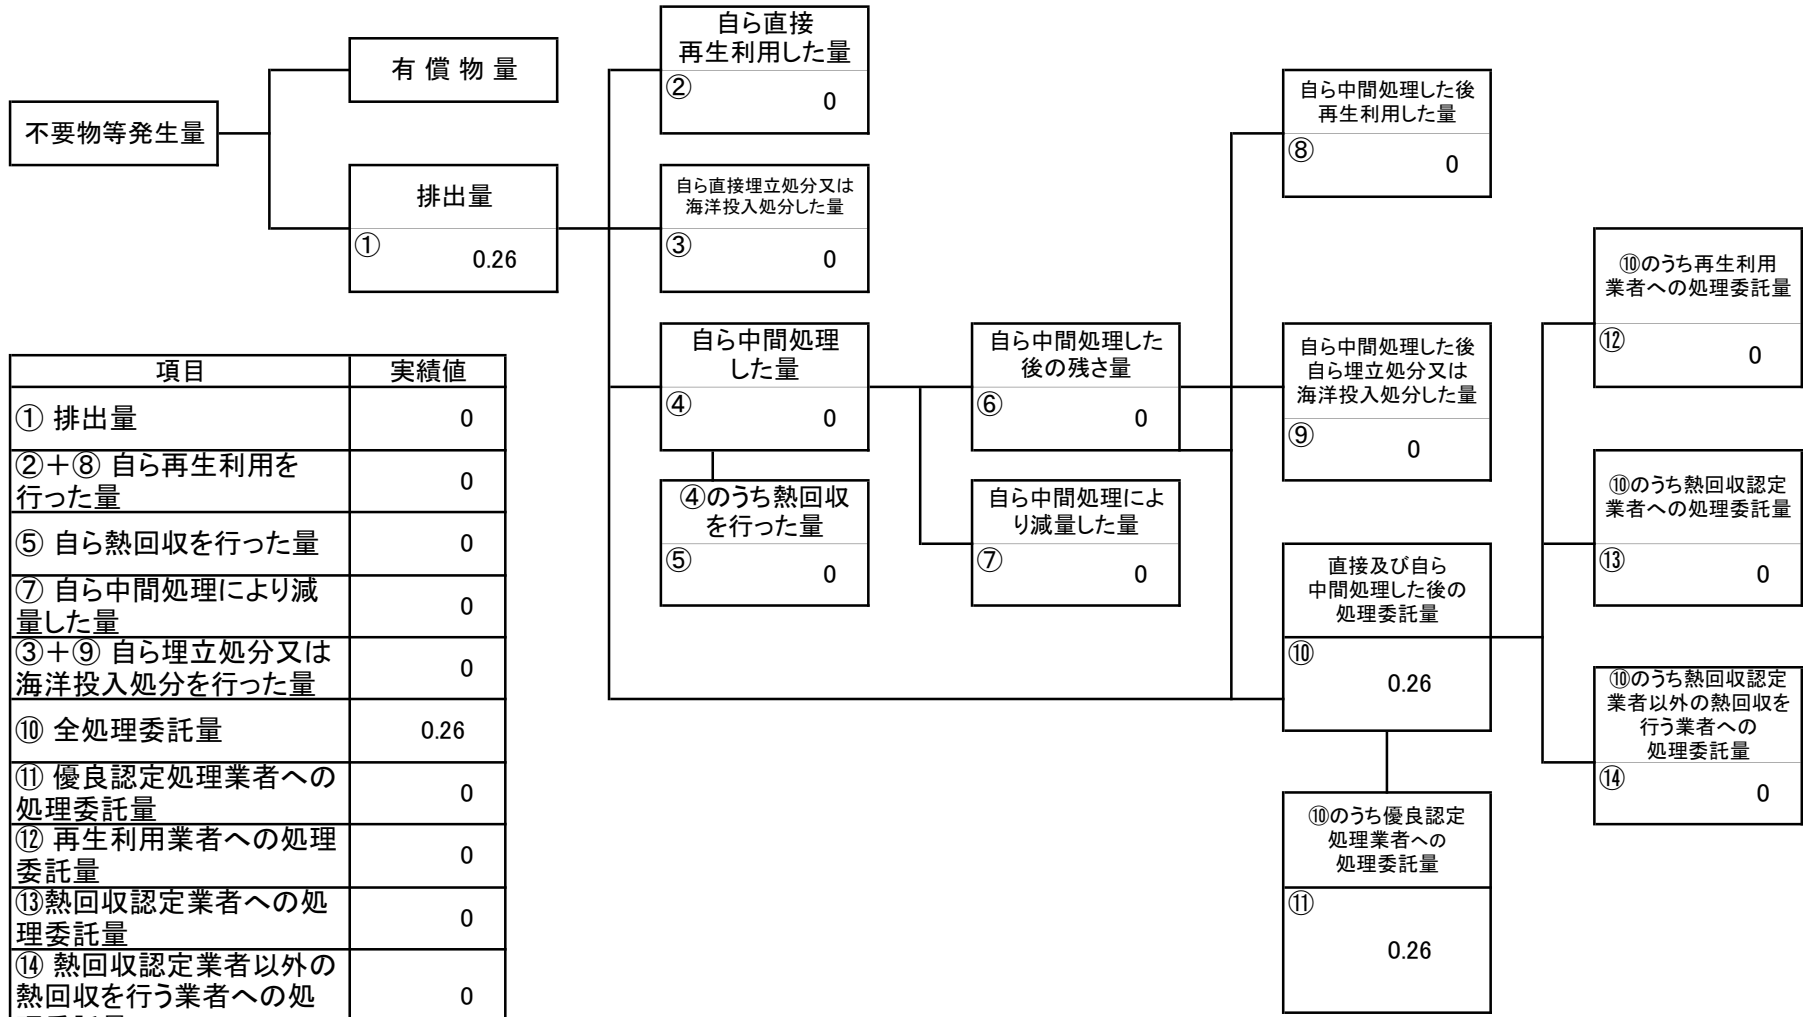 不要物等発生量
有 償 物 量
排出量
①
0.26
自ら直接
再生利用した量
②
0
自ら直接埋立処分又は
海洋投入処分した量
③
0
自ら中間処理
した量
④
0
④のうち熱回収
を行った量
⑤
0
自ら中間処理した
後の残さ量
⑥
0
自ら中間処理によ
り減量した量
⑦
0
自ら中間処理した後
再生利用した量
⑧
0
自ら中間処理した後
自ら埋立処分又は
海洋投入処分した量
⑨
0
直接及び自ら
中間処理した後の
処理委託量
⑩
0.26
⑩のうち優良認定
処理業者への
処理委託量
⑪
0.26
⑩のうち再生利用
業者への処理委託量
⑫
0
⑩のうち熱回収認定
業者への処理委託量
⑬
0
⑩のうち熱回収認定
業者以外の熱回収を
行う業者への
処理委託量
⑭
0
項目 実績値
① 排出量 0
②＋⑧ 自ら再生利用を
行った量 0
⑤ 自ら熱回収を行った量 0
⑦ 自ら中間処理により減
量した量 0
③＋⑨ 自ら埋立処分又は
海洋投入処分を行った量 0
⑩ 全処理委託量 0.26
⑪ 優良認定処理業者への
処理委託量 0
⑫ 再生利用業者への処理
委託量 0
⑬熱回収認定業者への処
理委託量 0
⑭ 熱回収認定業者以外の
熱回収を行う業者への処 0